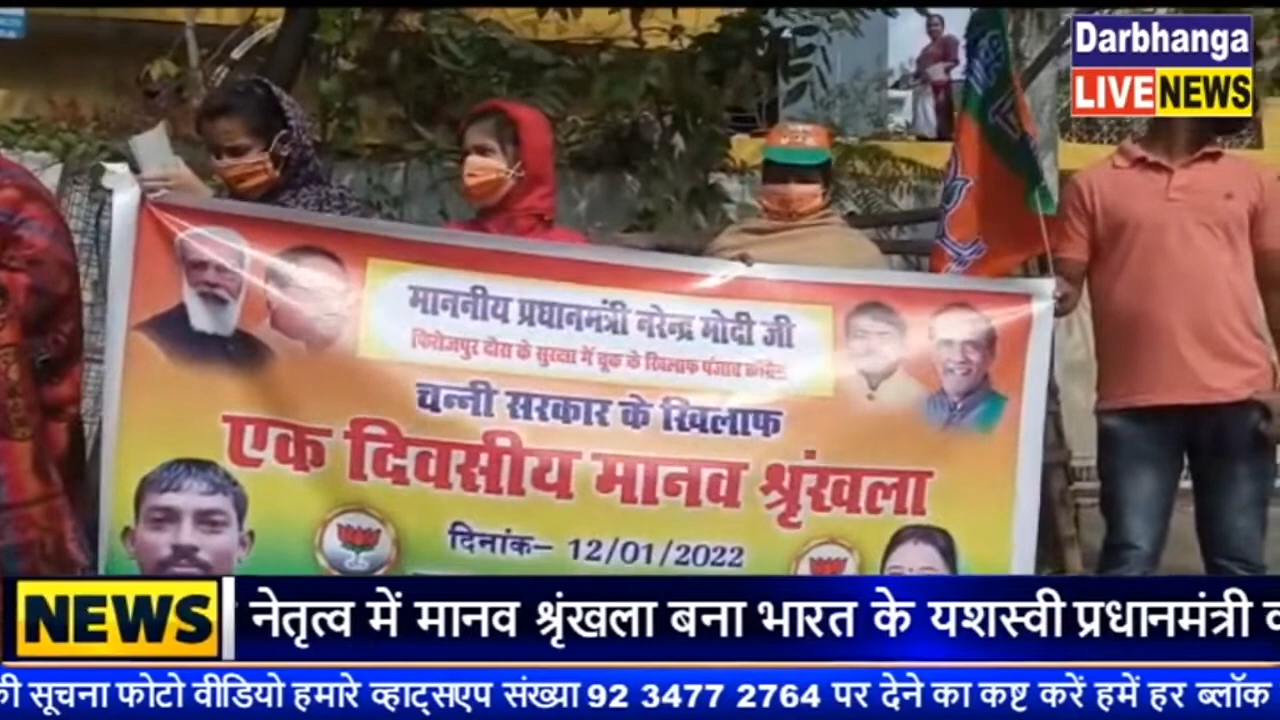 Darbhanga
LIVE NEWS
माननीय प्रधानमंत्री नरेन्द्र मोदी जी
फिरोजपुर दौरा के सुरक्षा में चूक के खिलाफ पंजाब कांग्रेस
चन्नी सरकार के खिलाफ
एक दिवसीय मानव श्रृंखला
दिनांक– 12/01/2022
NEWS
नेतृत्व में मानव श्रृंखला बना भारत के यशस्वी प्रधानमंत्री
की सूचना फोटो वीडियो हमारे व्हाट्सएप संख्या 92 3477 2764 पर देने का कष्ट करें हमें हर ब्लॉक